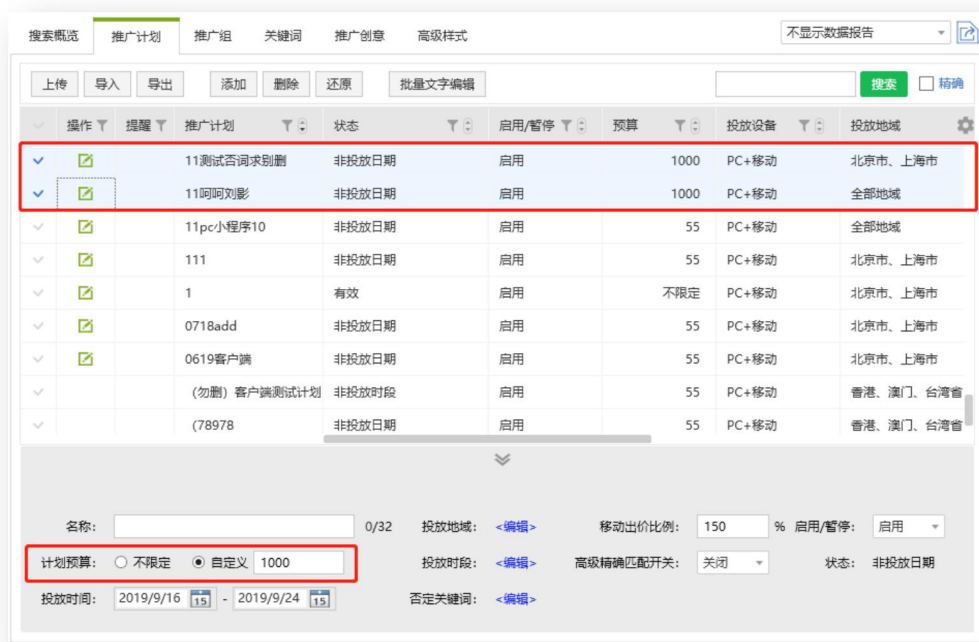 搜索概览 推广计划 推广组 关键词 推广创意 高级样式 不显示数据报告
上传 导入 导出 添加 删除 还原 批量文字编辑 搜索 精确
操作 提醒 推广计划 状态 启用/暂停 预算 投放设备 投放地域
11测试否词求别删 非投放日期 启用 1000 PC+移动 北京市、上海市
11呵呵刘影 非投放日期 启用 1000 PC+移动 全部地域
11pc小程序10 非投放日期 启用 55 PC+移动 全部地域
111 非投放日期 启用 55 PC+移动 北京市、上海市
1 有效 启用 不限定 PC+移动 北京市、上海市
0718add 非投放日期 启用 55 PC+移动 北京市、上海市
0619客户端 非投放日期 启用 55 PC+移动 北京市、上海市
（勿删）客户端测试计划 非投放时段 启用 55 PC+移动 香港、澳门、台湾省
(78978 非投放日期 启用 55 PC+移动 香港、澳门、台湾省
名称: 0/32 投放地域: <编辑> 移动出价比例: 150 % 启用/暂停: 启用
计划预算: 不限定 自定义 1000 投放时段: <编辑> 高级精确匹配开关: 关闭 状态: 非投放日期
投放时间: 2019/9/16 15 - 2019/9/24 15 否定关键词: <编辑>